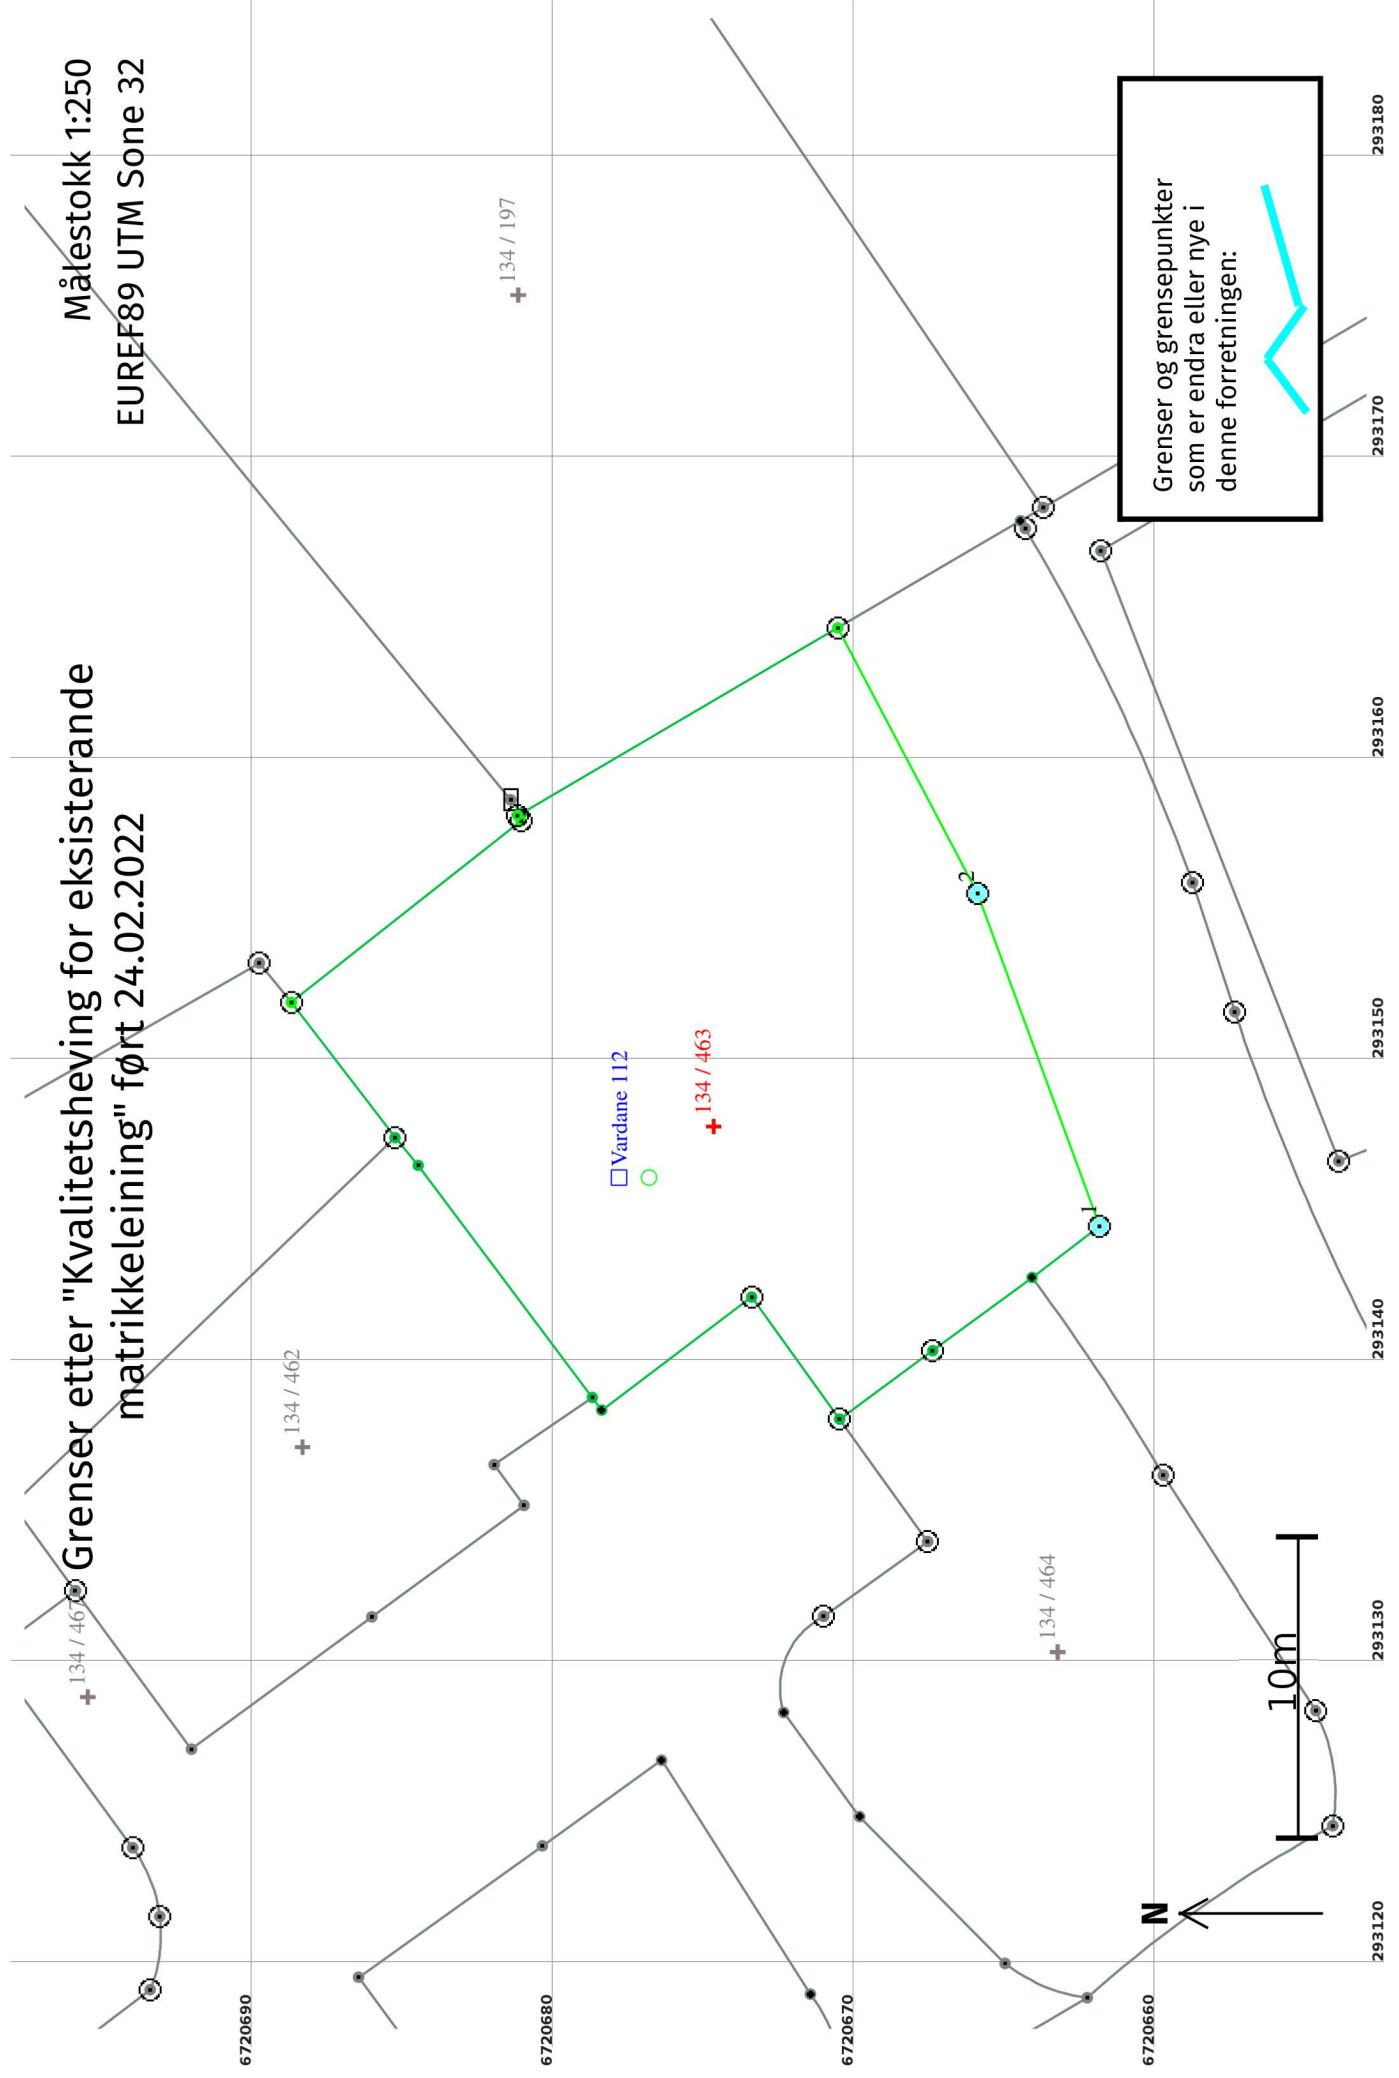 Grenser etter "Kvalitetsheving for eksisterande
matrikkeleining" ført 24.02.2022
Målestokk 1:250
EUREF89 UTM Sone 32
134 / 467
134 / 462
134 / 197
Vardane 112
134 / 463
134 / 464
1
2
10m
N
Grenser og grensepunkter
som er endra eller nye i
denne forretningen:
6720690
6720680
6720670
6720660
293120
293130
293140
293150
293160
293170
293180